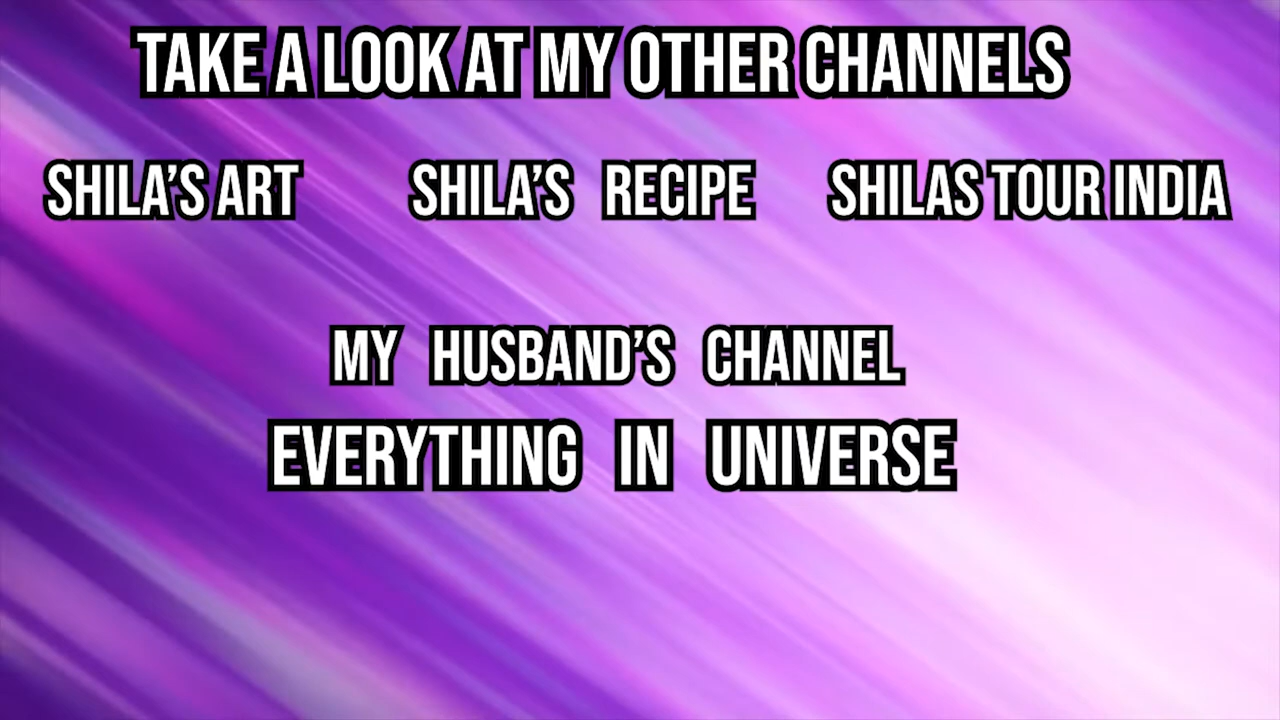 TAKE A LOOK AT MY OTHER CHANNELS
SHILA'S ART SHILA'S RECIPE SHILAS TOUR INDIA
MY HUSBAND'S CHANNEL
EVERYTHING IN UNIVERSE